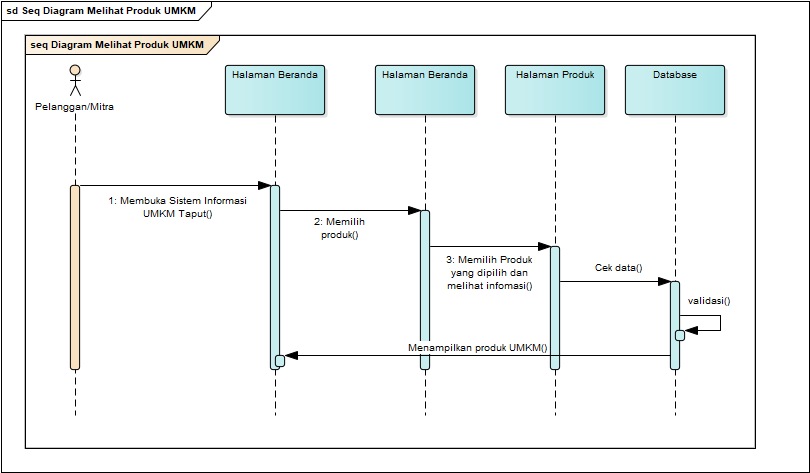 sd Seq Diagram Melihat Produk UMKM
seq Diagram Melihat Produk UMKM
Pelanggan/Mitra
Halaman Beranda
Halaman Beranda
Halaman Produk
Database
1: Membuka Sistem Informasi
UMKM Taput()
2: Memilih
produk()
3: Memilih Produk
yang dipilih dan
melihat infomasi()
Cek data()
validasi()
Menampilkan produk UMKM()